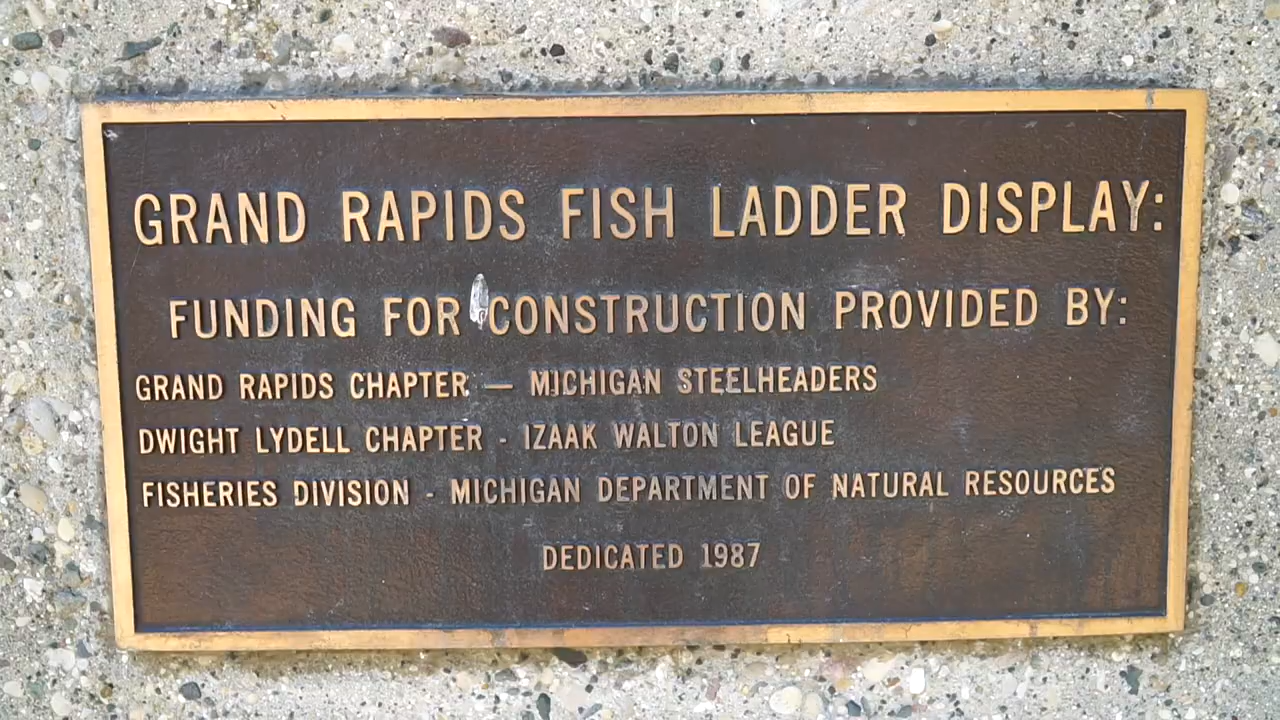 GRAND RAPIDS FISH LADDER DISPLAY:
FUNDING FOR CONSTRUCTION PROVIDED BY:
GRAND RAPIDS CHAPTER — MICHIGAN STEELHEADERS
DWIGHT LYDELL CHAPTER - IZAAK WALTON LEAGUE
FISHERIES DIVISION - MICHIGAN DEPARTMENT OF NATURAL RESOURCES
DEDICATED 1987